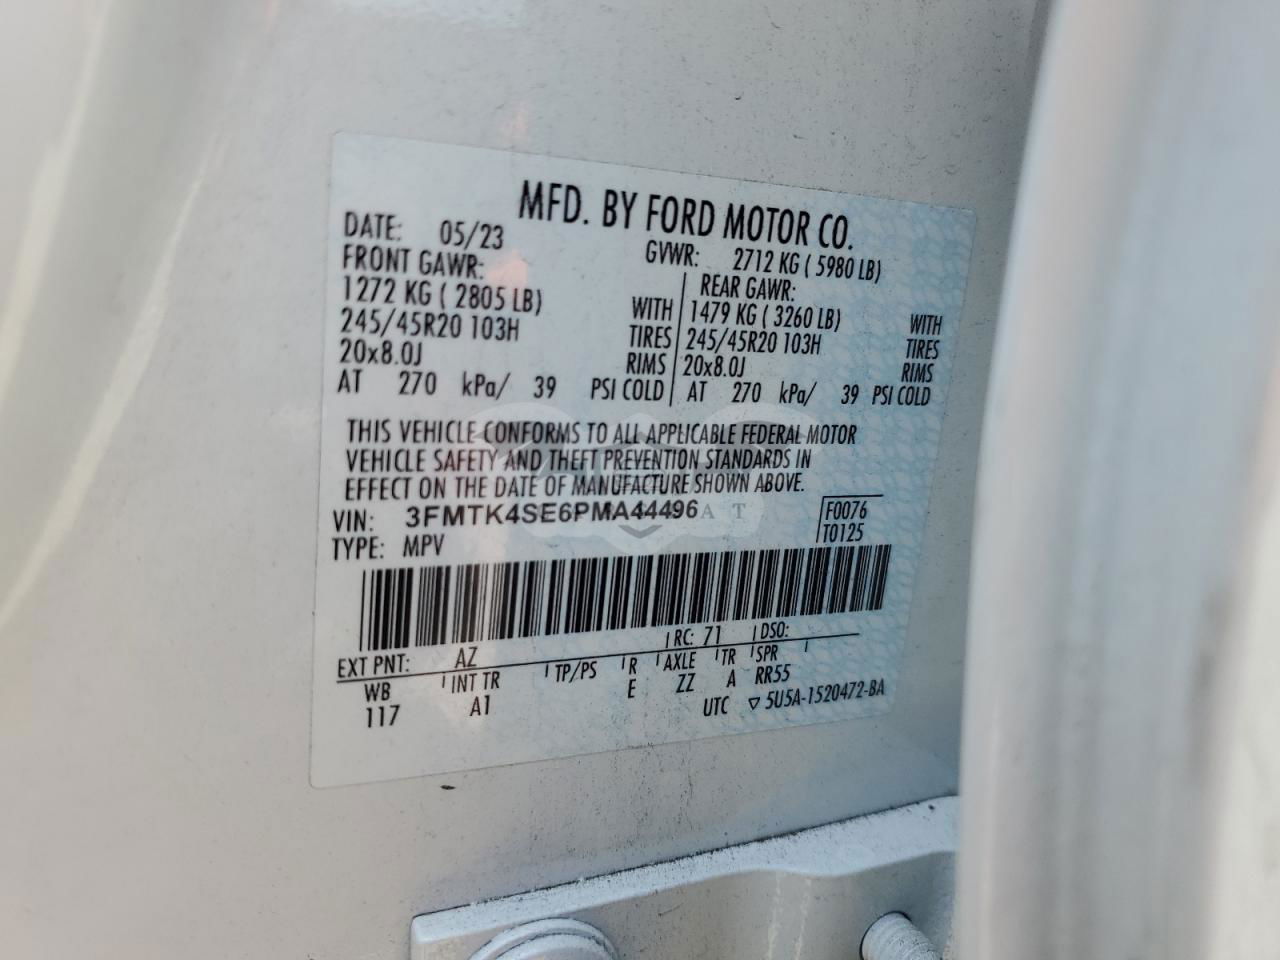 MFD. BY FORD MOTOR CO.
DATE: 05/23 GVWR: 2712 KG ( 5980 LB)
FRONT GAWR: REAR GAWR:
1272 KG ( 2805 LB) WITH 1479 KG ( 3260 LB) WITH
245/45R20 103H TIRES 245/45R20 103H TIRES
20x8.0J RIMS 20x8.0J RIMS
AT 270 kPa/ 39 PSI COLD AT 270 kPa/ 39 PSI COLD
THIS VEHICLE CONFORMS TO ALL APPLICABLE FEDERAL MOTOR
VEHICLE SAFETY AND THEFT PREVENTION STANDARDS IN
EFFECT ON THE DATE OF MANUFACTURE SHOWN ABOVE.
VIN: 3FMTK4SE6PMA44496 F0076
TYPE: MPV T0125
EXT PNT: AZ RC: 71 DSO:
WB INT TR TP/PS R AXLE TR SPR
117 A1 E ZZ A RR55
UTC ▽ 5U5A-1520472-BA